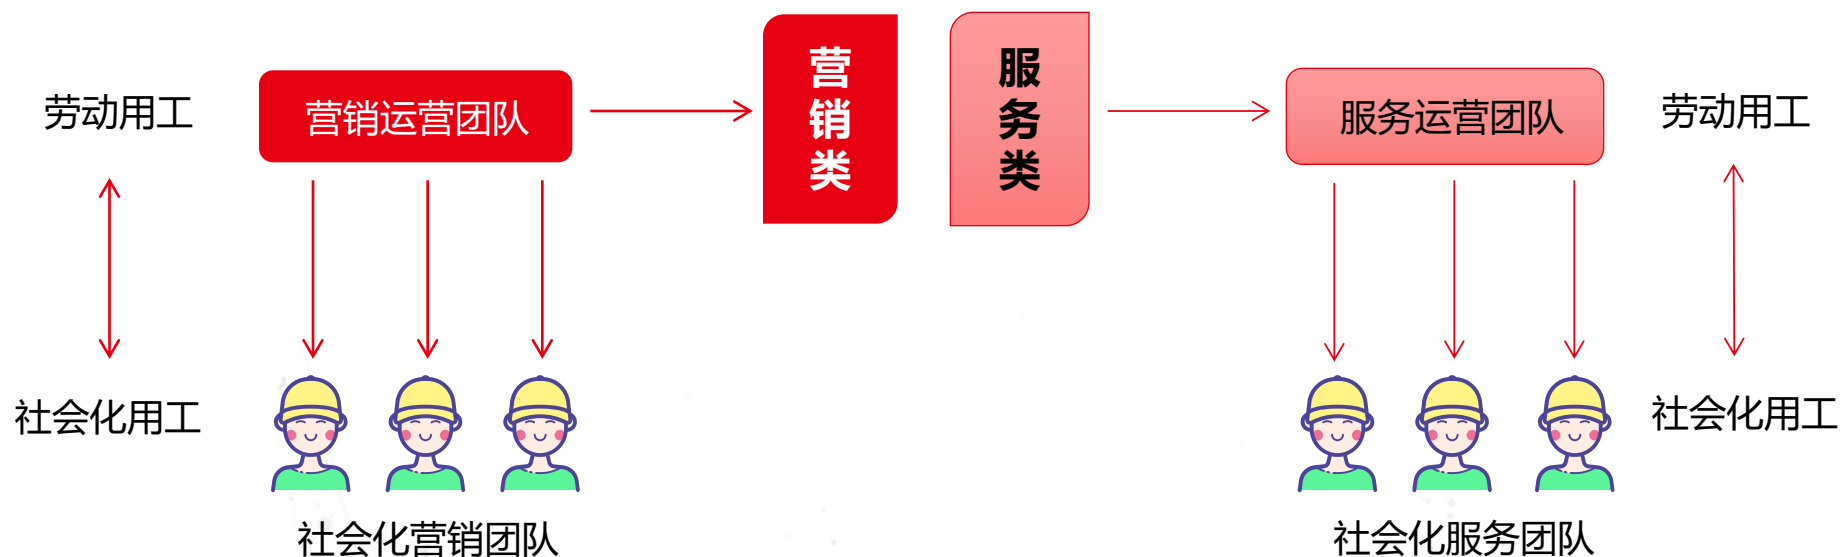 劳动用工
营销运营团队
营销类
服务类
服务运营团队
劳动用工
社会化用工
社会化用工
社会化营销团队
社会化服务团队